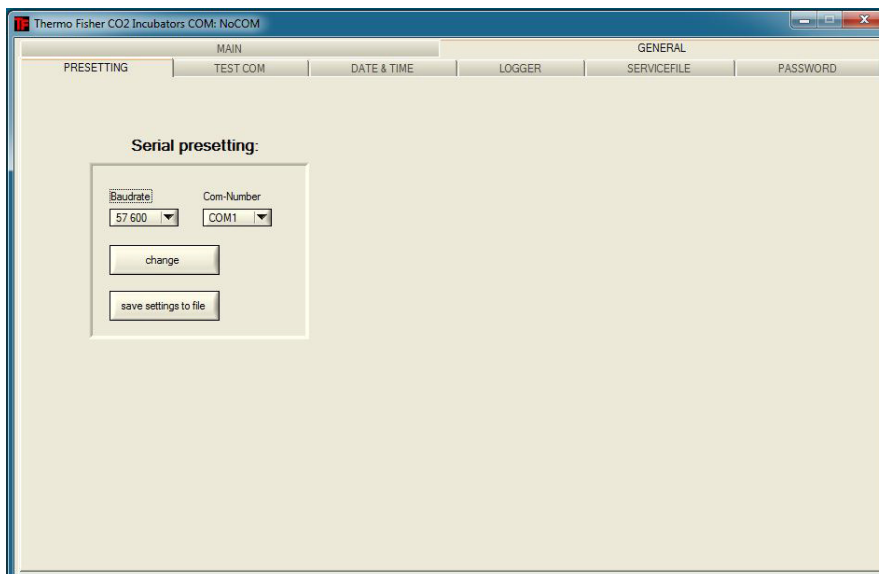 TF Thermo Fisher CO2 Incubators COM: NoCOM
MAIN GENERAL
PRESETTING TEST COM DATE & TIME LOGGER SERVICEFILE PASSWORD
Serial presetting:
Baudrate Com-Number
57 600 COM1
change
save settings to file